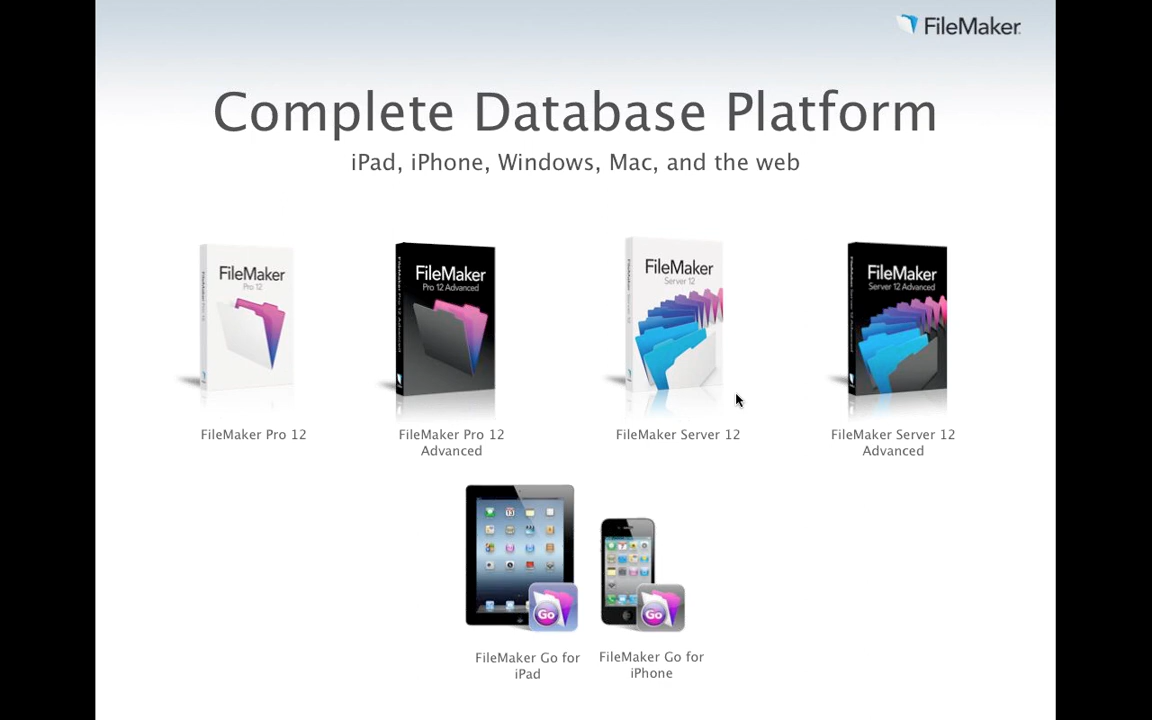 FileMaker
Complete Database Platform
iPad, iPhone, Windows, Mac, and the web
FileMaker
Pro 12
FileMaker
Pro 12 Advanced
FileMaker
Server 12
FileMaker
Server 12 Advanced
FileMaker Pro 12
FileMaker Pro 12
Advanced
FileMaker Server 12
FileMaker Server 12
Advanced
Go
Go
FileMaker Go for
iPad
FileMaker Go for
iPhone